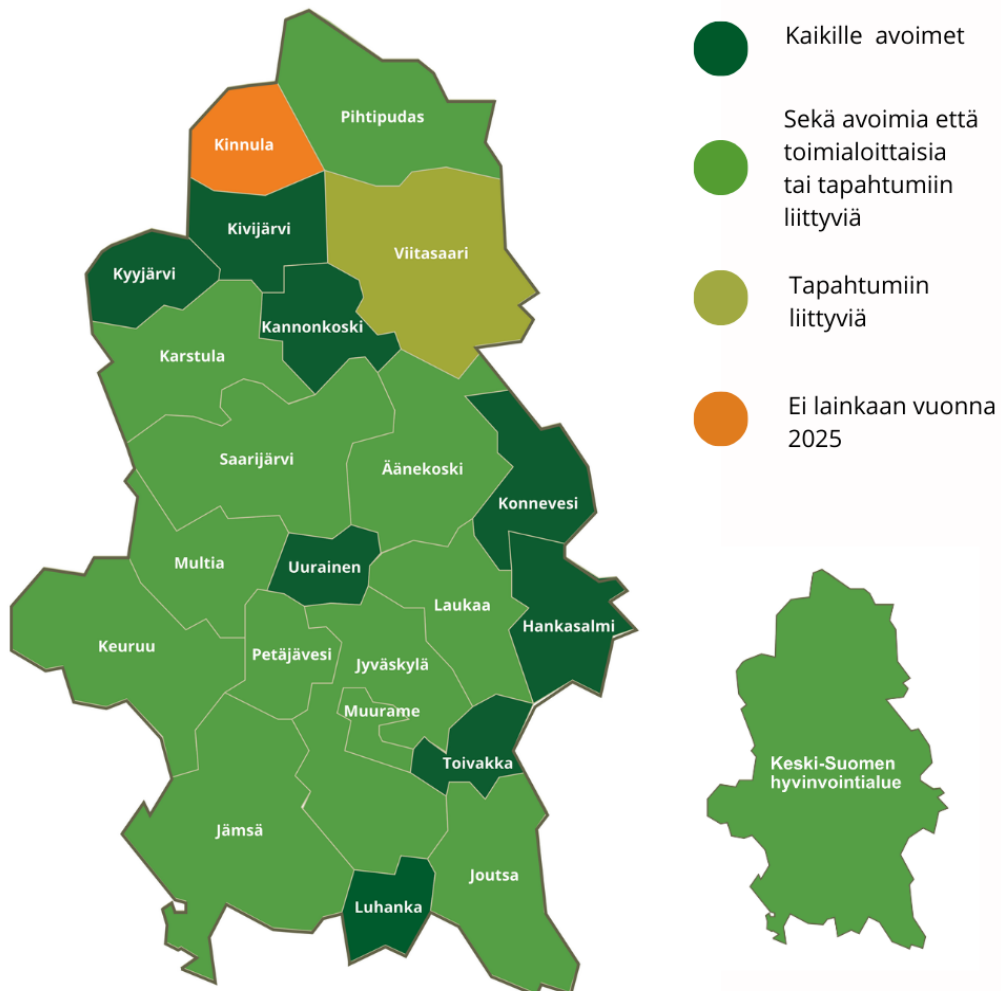 Kaikille avoimet
Sekä avoimia että
toimialoittaisia
tai tapahtumiin
liittyviä
Tapahtumiin
liittyviä
Ei lainkaan vuonna
2025
Pihtipudas
Kinnula
Kivijärvi
Viitasaari
Kyyjärvi
Kannonkoski
Karstula
Saarijärvi
Äänekoski
Konnevesi
Multia
Uurainen
Laukaa
Hankasalmi
Keuruu
Petäjävesi
Jyväskylä
Muurame
Toivakka
Jämsä
Joutsa
Luhanka
Keski-Suomen
hyvinvointialue